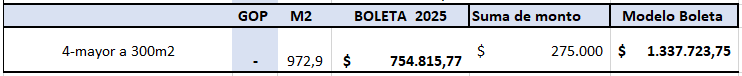 GOP M2 BOLETA 2025 Suma de monto Modelo Boleta
4-mayor a 300m2 - 972,9 $ 754.815,77 $ 275.000 $ 1.337.723,75